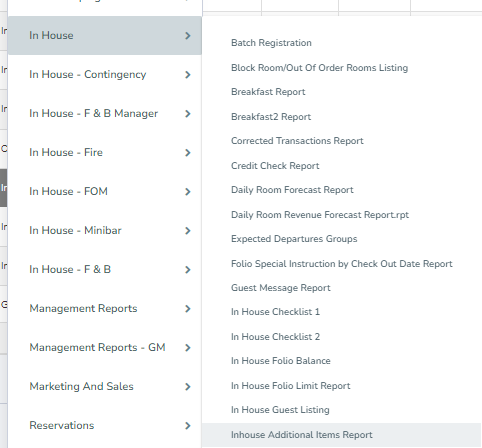 In House
In House - Contingency
In House - F & B Manager
In House - Fire
In House - FOM
In House - Minibar
In House - F & B
Management Reports
Management Reports - GM
Marketing And Sales
Reservations
Batch Registration
Block Room/Out Of Order Rooms Listing
Breakfast Report
Breakfast2 Report
Corrected Transactions Report
Credit Check Report
Daily Room Forecast Report
Daily Room Revenue Forecast Report.rpt
Expected Departures Groups
Folio Special Instruction by Check Out Date Report
Guest Message Report
In House Checklist 1
In House Checklist 2
In House Folio Balance
In House Folio Limit Report
In House Guest Listing
Inhouse Additional Items Report